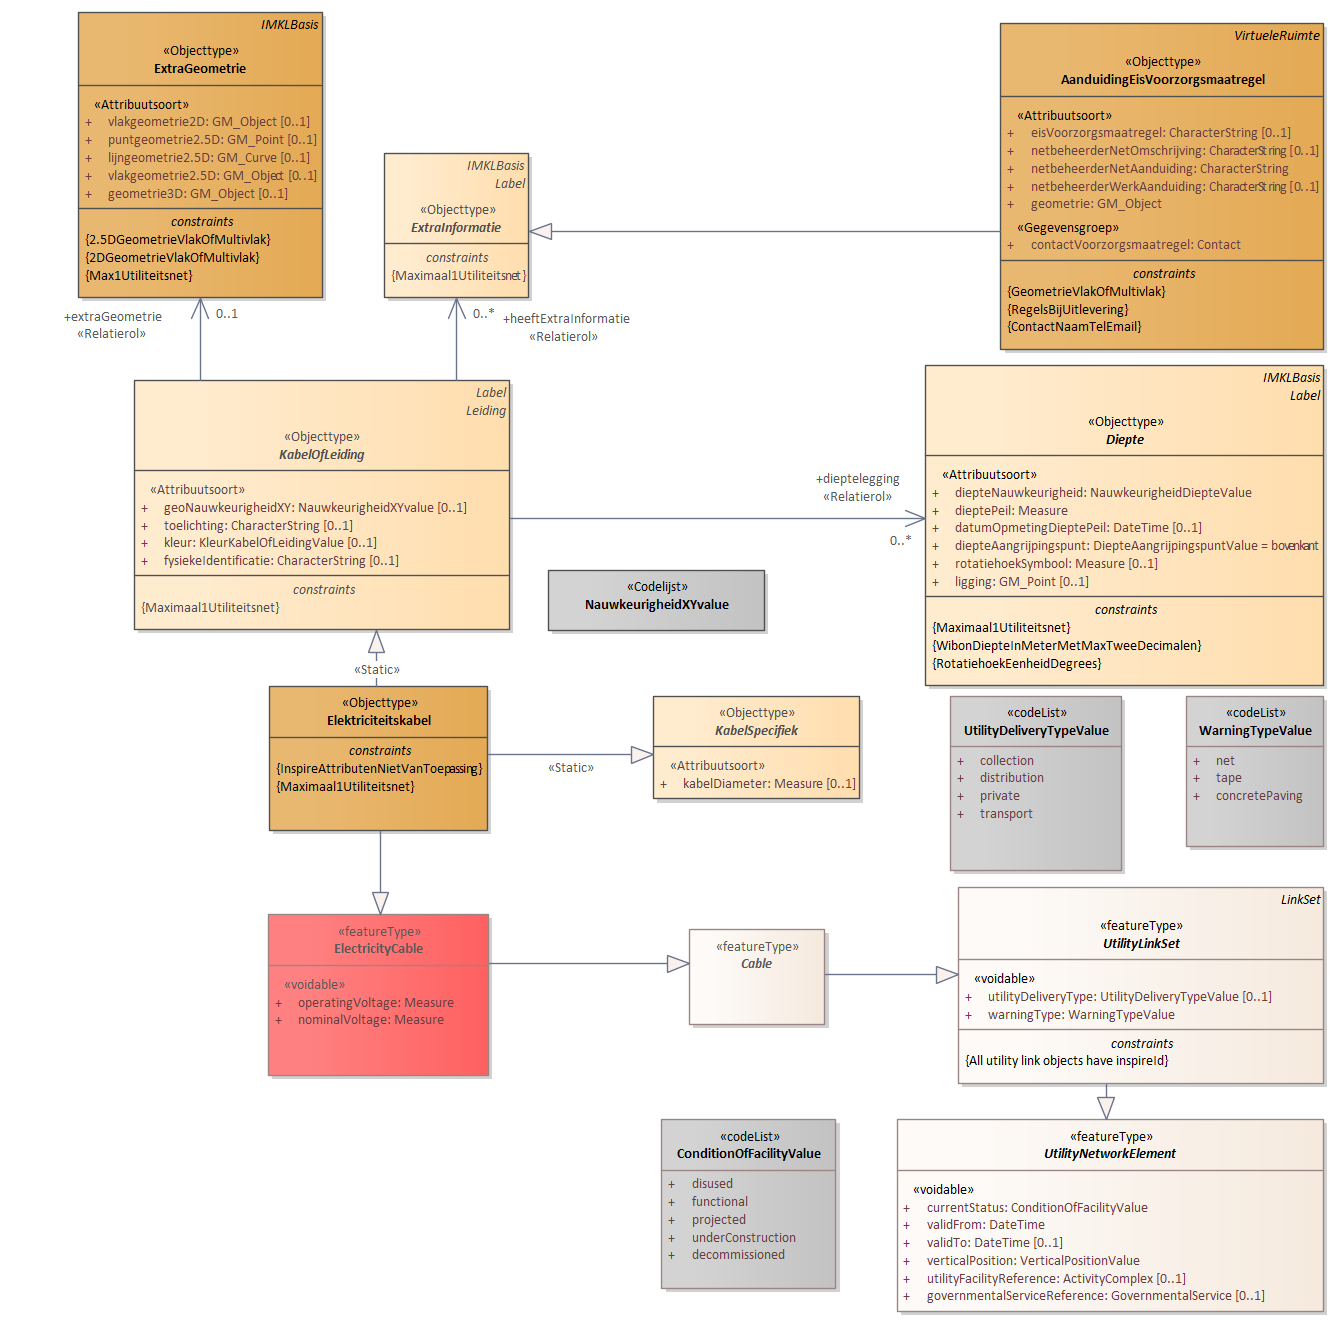 IMKLBasis
«Objecttype»
ExtraGeometrie
«Attribuutsoort»
+ vlakgeometrie2D: GM_Object [0..1]
+ puntgeometrie2.5D: GM_Point [0..1]
+ lijngeometrie2.5D: GM_Curve [0..1]
+ vlakgeometrie2.5D: GM_Object [0..1]
+ geometrie3D: GM_Object [0..1]
constraints
{2.5DGeometrieVlakOfMultivlak}
{2DGeometrieVlakOfMultivlak}
{Max1Utiliteitsnet}
IMKLBasis
Label
«Objecttype»
ExtraInformatie
constraints
{Maximaal1Utiliteitsnet}
VirtueleRuimte
«Objecttype»
AanduidingEisVoorzorgsmaatregel
«Attribuutsoort»
+ eisVoorzorgsmaatregel: CharacterString [0..1]
+ netbeheerderNetOmschrijving: CharacterString [0..1]
+ netbeheerderNetAanduiding: CharacterString
+ netbeheerderWerkAanduiding: CharacterString [0..1]
+ geometrie: GM_Object
«Gegevensgroep»
+ contactVoorzorgsmaatregel: Contact
constraints
{GeometrieVlakOfMultivlak}
{RegelsBijUitlevering}
{ContactNaamTelEmail}
+extraGeometrie
«Relatierol»
0..1
0..*
+heeftExtraInformatie
«Relatierol»
Label
Leiding
«Objecttype»
KabelOfLeiding
«Attribuutsoort»
+ geoNauwkeurigheidXY: NauwkeurigheidXYvalue [0..1]
+ toelichting: CharacterString [0..1]
+ kleur: KleurKabelOfLeidingValue [0..1]
+ fysiekeIdentificatie: CharacterString [0..1]
constraints
{Maximaal1Utiliteitsnet}
+dieptelegging
«Relatierol»
0..*
IMKLBasis
Label
«Objecttype»
Diepte
«Attribuutsoort»
+ diepteNauwkeurigheid: NauwkeurigheidDiepteValue
+ dieptePeil: Measure
+ datumOpmetingDieptePeil: DateTime [0..1]
+ diepteAangrijpingspunt: DiepteAangrijpingspuntValue = bovenkant
+ rotatiehoekSymbool: Measure [0..1]
+ ligging: GM_Point [0..1]
constraints
{Maximaal1Utiliteitsnet}
{WibonDiepteInMeterMetMaxTweeDecimalen}
{RotatiehoekEenheidDegrees}
«Codelijst»
NauwkeurigheidXYvalue
«Static»
«Objecttype»
Elektriciteitskabel
constraints
{InspireAttributenNietVanToepassing}
{Maximaal1Utiliteitsnet}
«Static»
«Objecttype»
KabelSpecifiek
«Attribuutsoort»
+ kabelDiameter: Measure [0..1]
«codeList»
UtilityDeliveryTypeValue
+ collection
+ distribution
+ private
+ transport
«codeList»
WarningTypeValue
+ net
+ tape
+ concretePaving
«featureType»
ElectricityCable
«voidable»
+ operatingVoltage: Measure
+ nominalVoltage: Measure
«featureType»
Cable
LinkSet
«featureType»
UtilityLinkSet
«voidable»
+ utilityDeliveryType: UtilityDeliveryTypeValue [0..1]
+ warningType: WarningTypeValue
constraints
{All utility link objects have inspireId}
«codeList»
ConditionOfFacilityValue
+ disused
+ functional
+ projected
+ underConstruction
+ decommissioned
«featureType»
UtilityNetworkElement
«voidable»
+ currentStatus: ConditionOfFacilityValue
+ validFrom: DateTime
+ validTo: DateTime [0..1]
+ verticalPosition: VerticalPositionValue
+ utilityFacilityReference: ActivityComplex [0..1]
+ governmentalServiceReference: GovernmentalService [0..1]